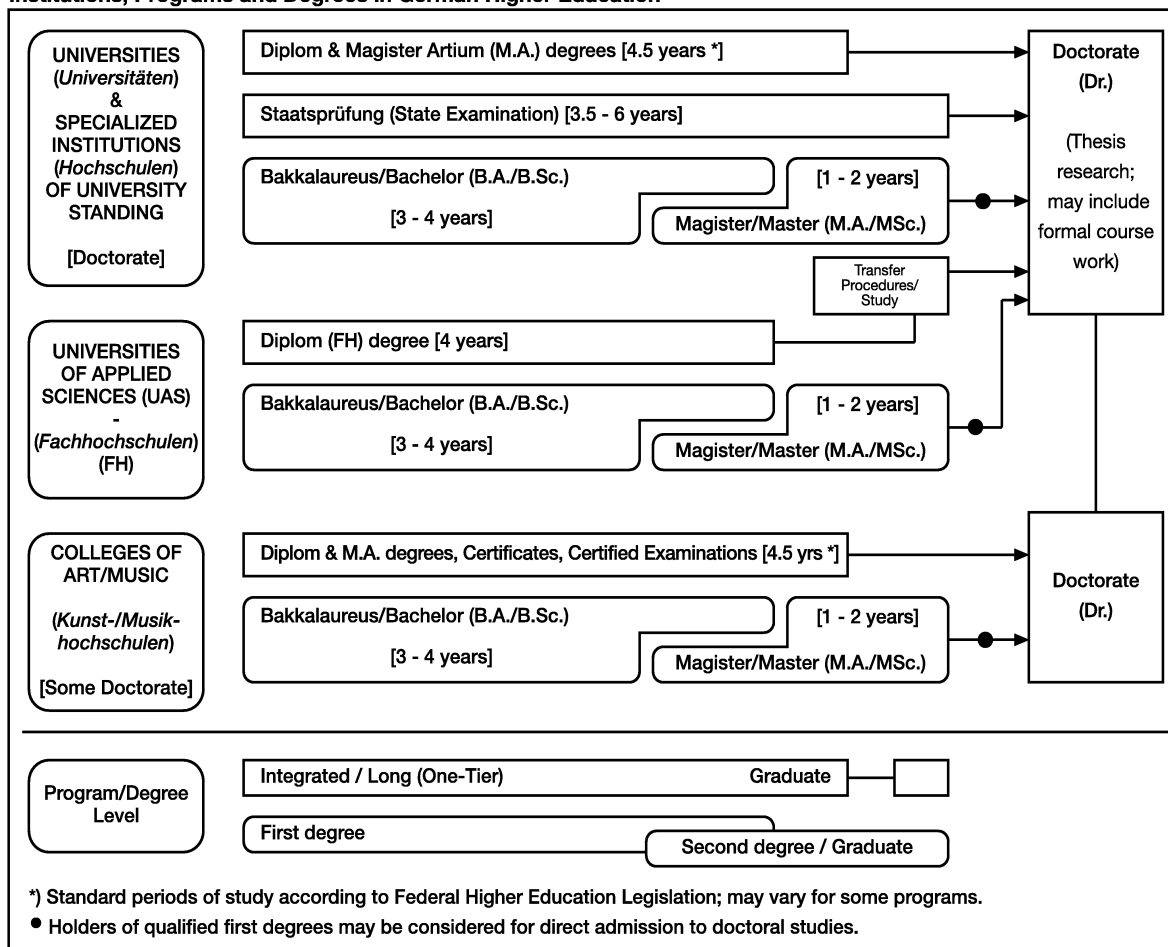 Institutions, Programs and Degrees in German Higher Education
UNIVERSITIES
(Universitäten)
&
SPECIALIZED
INSTITUTIONS
(Hochschulen)
OF UNIVERSITY
STANDING
[Doctorate]
Diplom & Magister Artium (M.A.) degrees [4.5 years *]
Staatsprüfung (State Examination) [3.5 - 6 years]
Bakkalaureus/Bachelor (B.A./B.Sc.)
[3 - 4 years]
[1 - 2 years]
Magister/Master (M.A./MSc.)
Transfer
Procedures/
Study
Doctorate
(Dr.)
(Thesis
research;
may include
formal course
work)
UNIVERSITIES
OF APPLIED
SCIENCES (UAS)
-
(Fachhochschulen)
(FH)
Diplom (FH) degree [4 years]
Bakkalaureus/Bachelor (B.A./B.Sc.)
[3 - 4 years]
[1 - 2 years]
Magister/Master (M.A./MSc.)
COLLEGES OF
ART/MUSIC
(Kunst-/Musik-
hochschulen)
[Some Doctorate]
Diplom & M.A. degrees, Certificates, Certified Examinations [4.5 yrs *]
Bakkalaureus/Bachelor (B.A./B.Sc.)
[3 - 4 years]
[1 - 2 years]
Magister/Master (M.A./MSc.)
Doctorate
(Dr.)
Program/Degree
Level
Integrated / Long (One-Tier) Graduate
First degree
Second degree / Graduate
*) Standard periods of study according to Federal Higher Education Legislation; may vary for some programs.
● Holders of qualified first degrees may be considered for direct admission to doctoral studies.